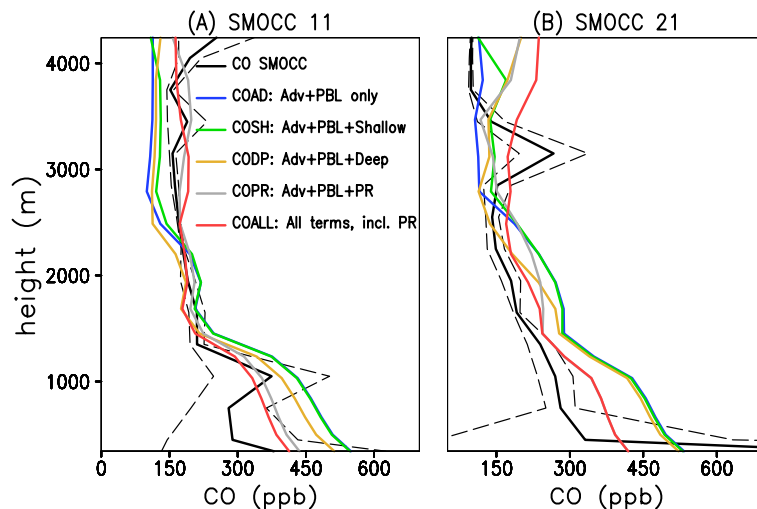 (A) SMOCC 11
(B) SMOCC 21
CO SMOCC
COAD: Adv+PBL only
COSH: Adv+PBL+Shallow
CODP: Adv+PBL+Deep
COPR: Adv+PBL+PR
COALL: All terms, incl. PR
height (m)
4000
3000
2000
1000
0 150 300 450 600
150 300 450 600
CO (ppb)
CO (ppb)